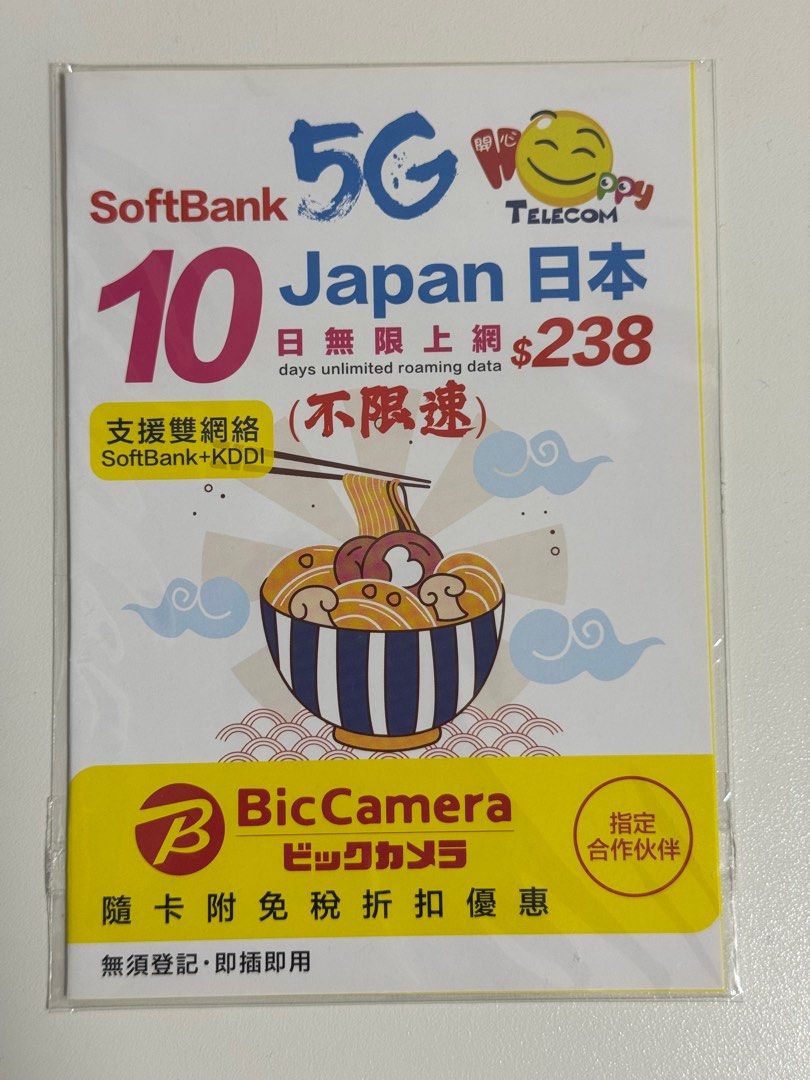 SoftBank 5G
開心 Happy
TELECOM
10
Japan 日本
日無限上網 $238
days unlimited roaming data
(不限速)
支援雙網絡
SoftBank+KDDI
B BicCamera
ビックカメラ
指定
合作伙伴
隨卡附免稅折扣優惠
無須登記·即插即用